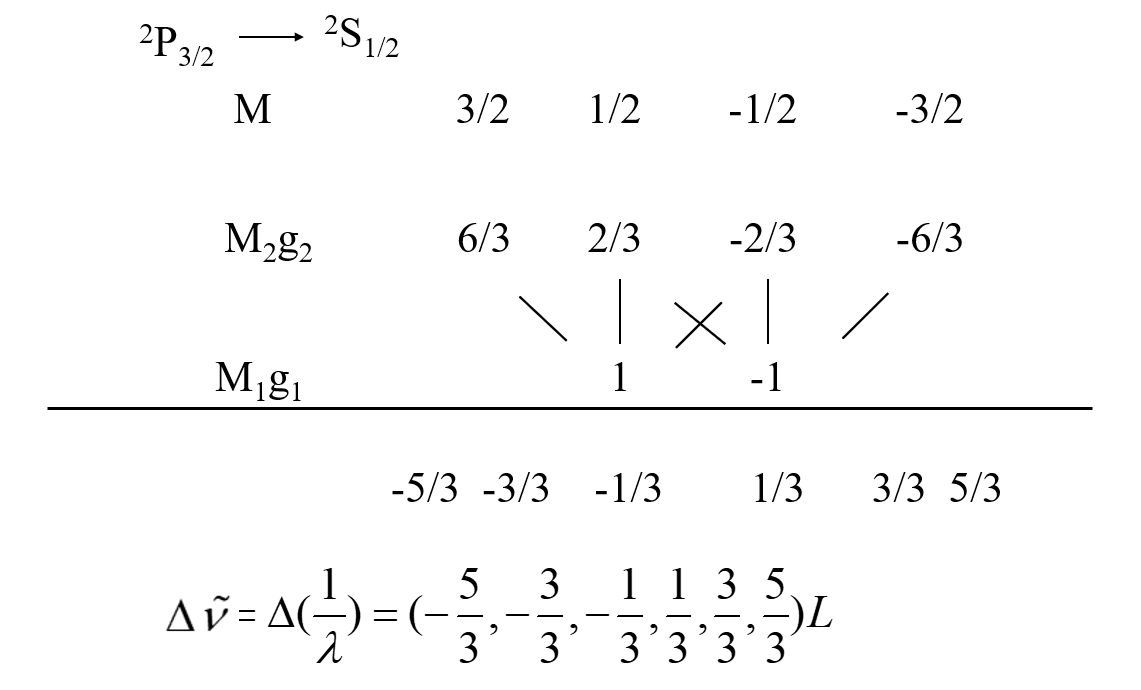 ²P₃/₂ ⟶ ²S₁/₂
M 3/2 1/2 -1/2 -3/2
M₂g₂ 6/3 2/3 -2/3 -6/3
M₁g₁ 1 -1
-5/3 -3/3 -1/3 1/3 3/3 5/3
Δ ν̃ = Δ(1/λ) = (−5/3, −3/3, −1/3, 1/3, 3/3, 5/3)L